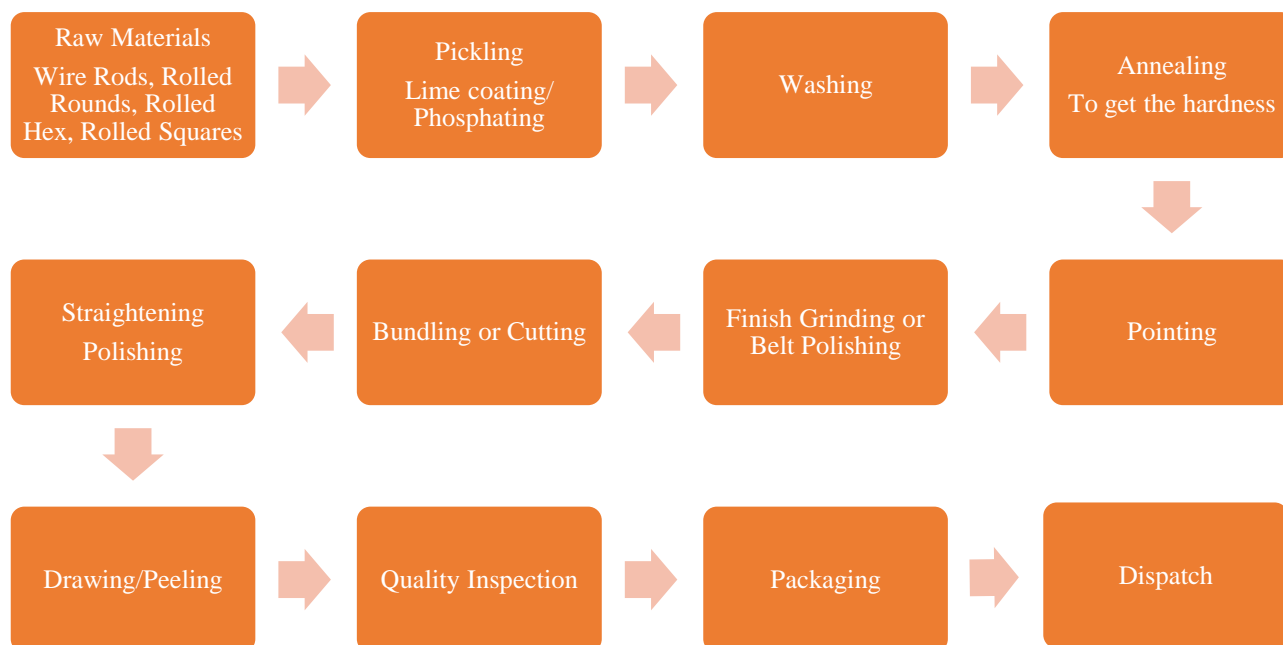 Raw Materials
Wire Rods, Rolled
Rounds, Rolled
Hex, Rolled Squares
Pickling
Lime coating/
Phosphating
Washing
Annealing
To get the hardness
Pointing
Finish Grinding or
Belt Polishing
Bundling or Cutting
Straightening
Polishing
Drawing/Peeling
Quality Inspection
Packaging
Dispatch